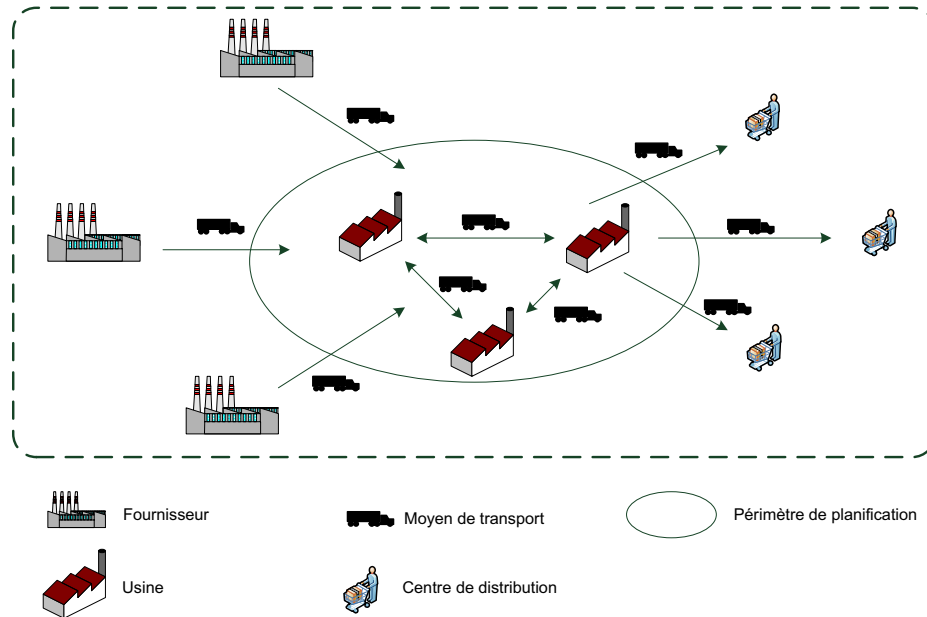 Fournisseur
Moyen de transport
Périmètre de planification
Usine
Centre de distribution